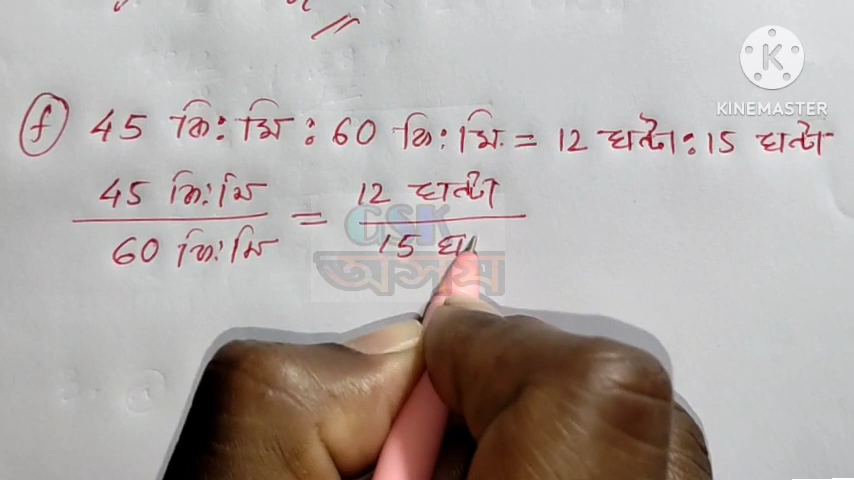 KINEMASTER
ⓕ 45 কি: মি : 60 কি: মি. = 12 ঘন্টা : 15 ঘন্টা
45 কি: মি / 60 কি: মি = 12 ঘন্টা / 15 ঘ
GSK
অসম